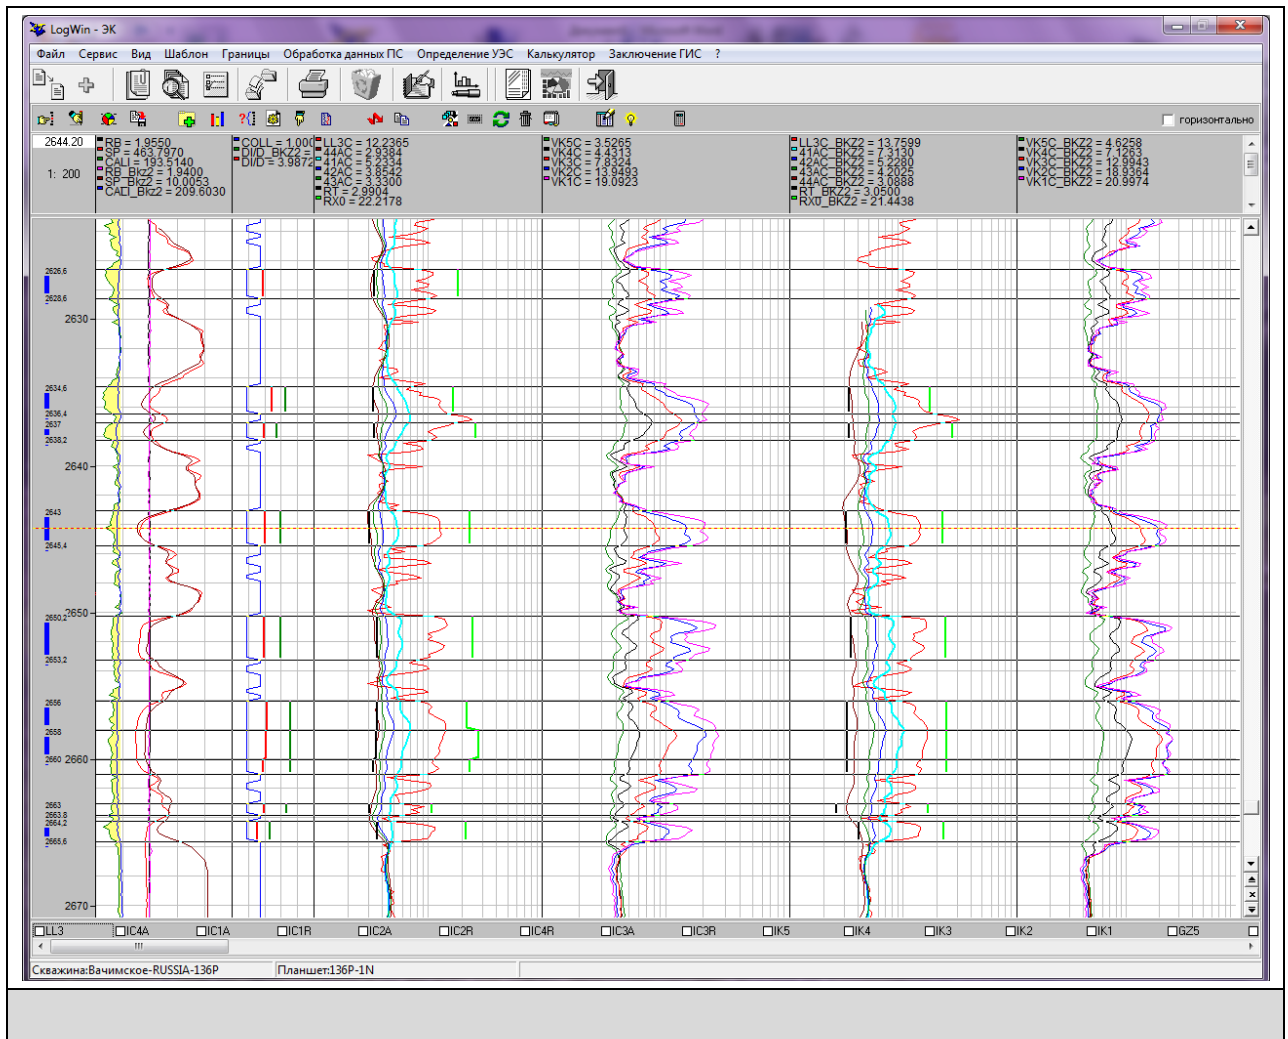 LogWin - ЭК
Файл Сервис Вид Шаблон Границы Обработка данных ПС Определение УЭС Калькулятор Заключение ГИС ?
горизонтально
2644.20
1: 200
RB = 1.9550
SP = 463.7970
CALI = 193.5140
RB_Bkz2 = 1.9400
SP_Bkz2 = 10.0053
CALI_Bkz2 = 209.6030
COLL = 1,000
DI/D_BKZ2 =
DI/D = 3.9872
LL3C = 12.2365
44AC = 2.9384
41AC = 5.2334
42AC = 3.8542
43AC = 3.3300
RT = 2.9904
RX0 = 22.2178
VK5C = 3.5265
VK4C = 4.4313
VK3C = 7.8324
VK2C = 13.9493
VK1C = 19.0923
LL3C_BKZ2 = 13.7599
41AC_BKZ2 = 7.3130
42AC_BKZ2 = 5.2280
43AC_BKZ2 = 4.2025
44AC_BKZ2 = 3.0888
RT_BKZ2 = 3.0500
RX0_BKZ2 = 21.4438
VK5C_BKZ2 = 4.6258
VK4C_BKZ2 = 7.1263
VK3C_BKZ2 = 12.9943
VK2C_BKZ2 = 18.9364
VK1C_BKZ2 = 20.9974
2626,6
2628,6
2630
2634,6
2636,4
2637
2638,2
2640
2643
2645,4
2650
2650,2
2653,2
2656
2658
2660 2660
2663
2663,8
2664,2
2665,6
2670
LL3 IC4A IC1A IC1R IC2A IC2R IC4R IC3A IC3R IK5 IK4 IK3 IK2 IK1 GZ5
Скважина:Вачимское-RUSSIA-136P Планшет:136P-1N